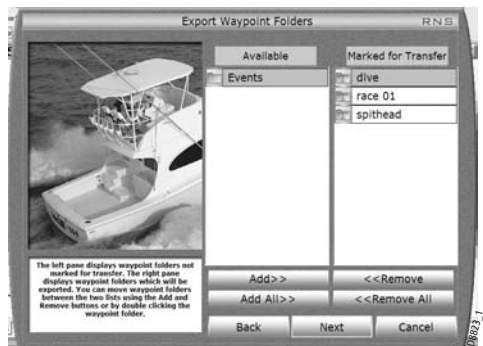 Export Waypoint Folders
RNS
Available
Marked for Transfer
Events
dive
race 01
spithead
The left pane displays waypoint folders not
marked for transfer. The right pane
displays waypoint folders which will be
exported. You can move waypoint folders
between the two lists using the Add and
Remove buttons or by double clicking the
waypoint folder.
Add>>
<<Remove
Add All>>
<<Remove All
Back
Next
Cancel
D8823_1